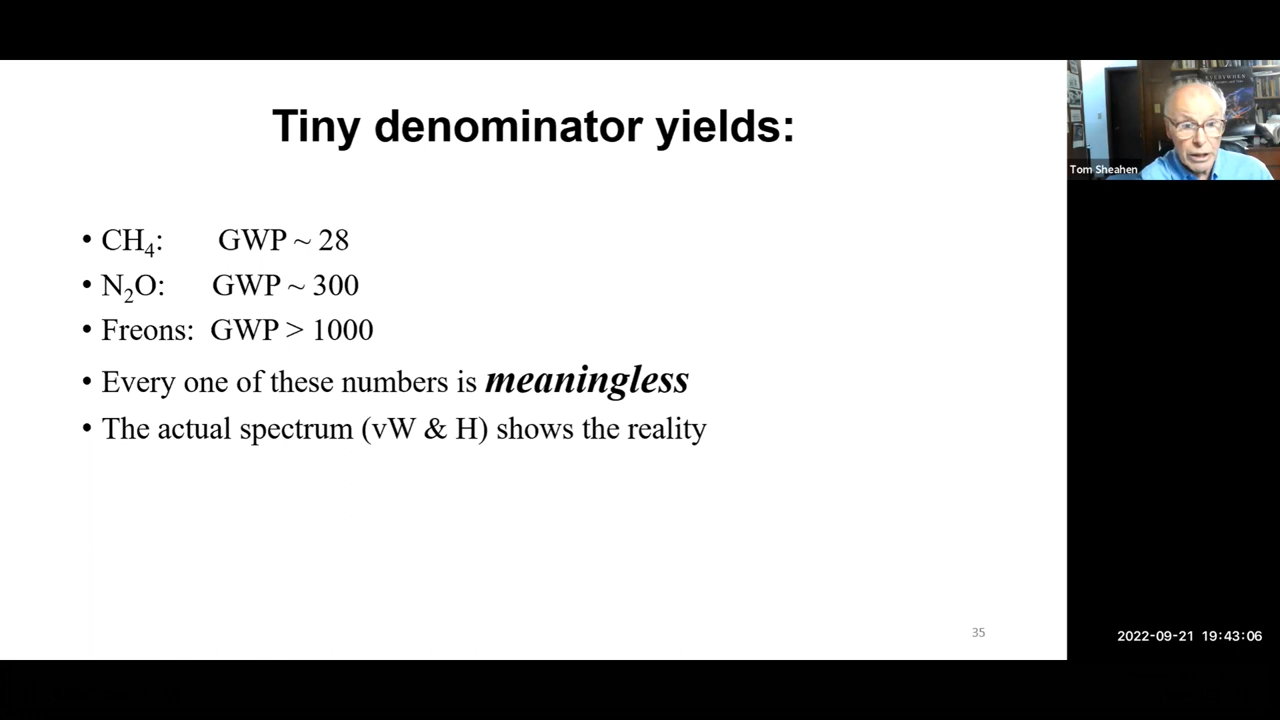 Tiny denominator yields:
• CH₄: GWP ~ 28
• N₂O: GWP ~ 300
• Freons: GWP > 1000
• Every one of these numbers is meaningless
• The actual spectrum (vW & H) shows the reality
35
EVERYWHER
Tom Sheahen
2022-09-21 19:43:06